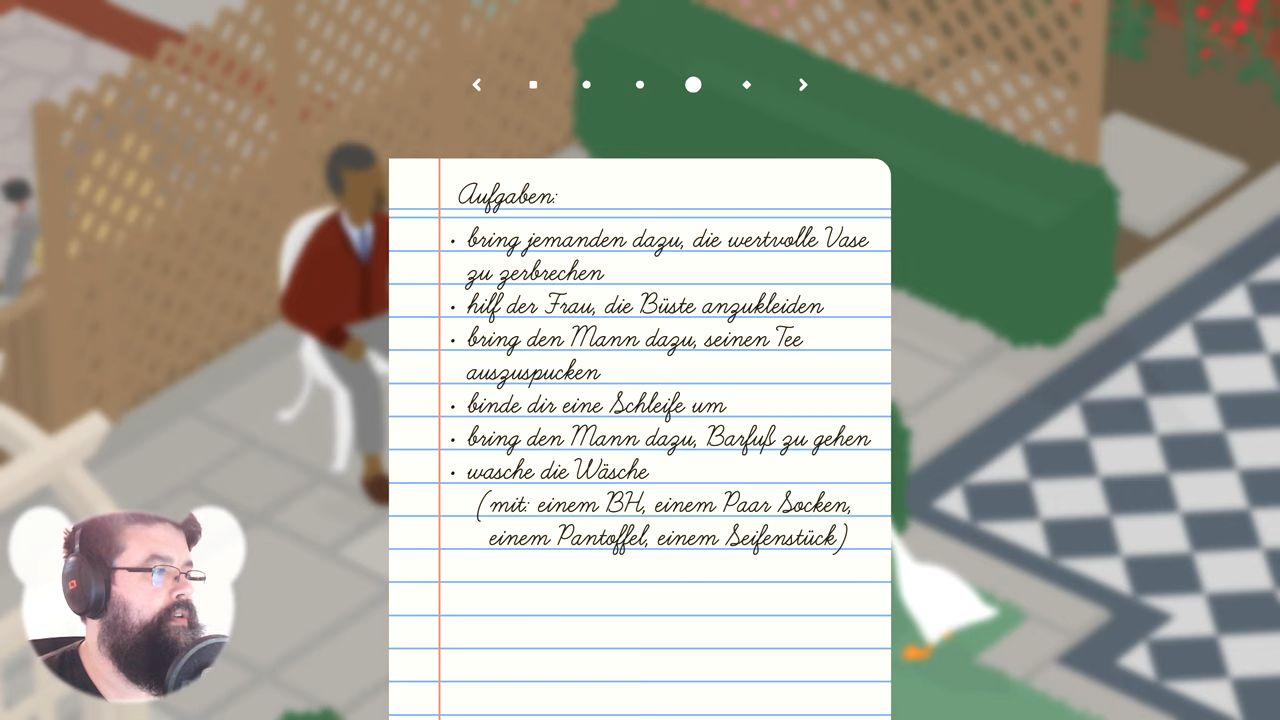 Aufgaben:
• bring jemanden dazu, die wertvolle Vase
zu zerbrechen
• hilf der Frau, die Büste anzukleiden
• bring den Mann dazu, seinen Tee
auszuspucken
• binde dir eine Schleife um
• bring den Mann dazu, Barfuß zu gehen
• wasche die Wäsche
(mit: einem BH, einem Paar Socken,
einem Pantoffel, einem Seifenstück)